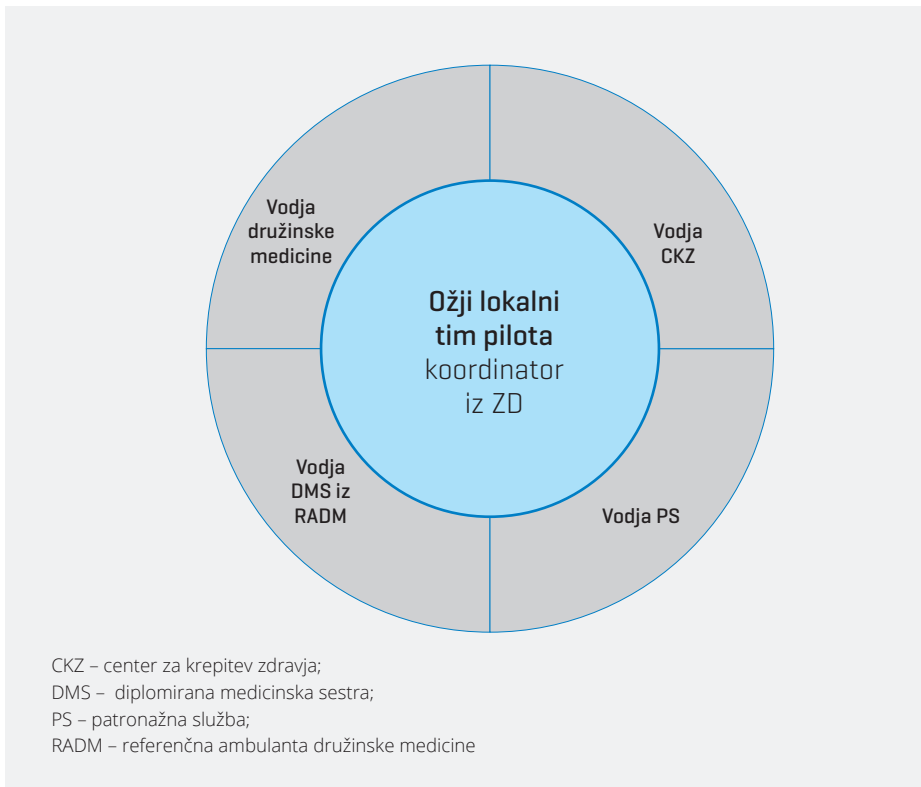 Vodja
družinske
medicine
Vodja
CKZ
Ožji lokalni
tim pilota
koordinator
iz ZD
Vodja
DMS iz
RADM
Vodja PS
CKZ – center za krepitev zdravja;
DMS – diplomirana medicinska sestra;
PS – patronažna služba;
RADM – referenčna ambulanta družinske medicine